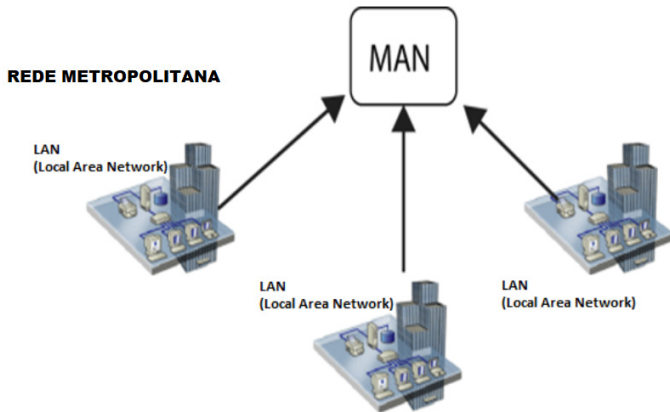 MAN
REDE METROPOLITANA
LAN
(Local Area Network)
LAN
(Local Area Network)
LAN
(Local Area Network)